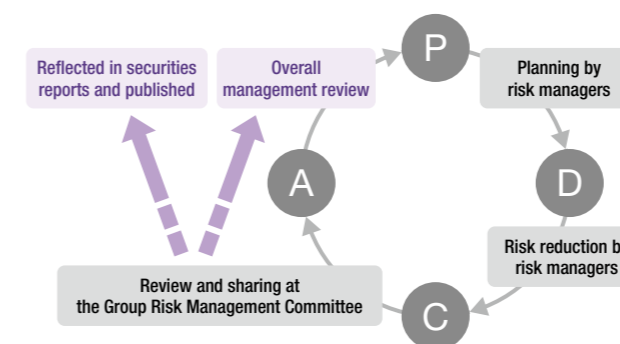 P
Reflected in securities
reports and published
Overall
management review
Planning by
risk managers
A
D
Risk reduction
risk managers
Review and sharing at
the Group Risk Management Committee
C